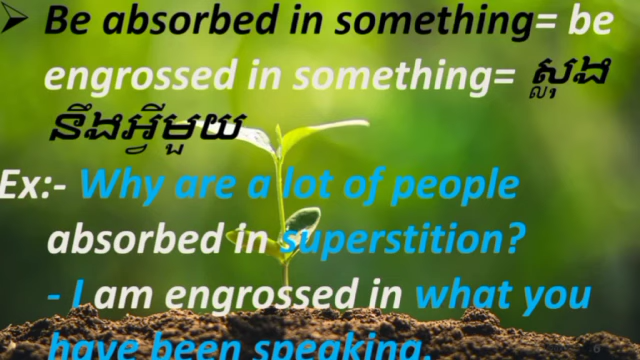 ➢ Be absorbed in something= be
engrossed in something= ស្លុង
នឹងអ្វីមួយ
Ex:- Why are a lot of people
absorbed in superstition?
- I am engrossed in what you
have been speaking.